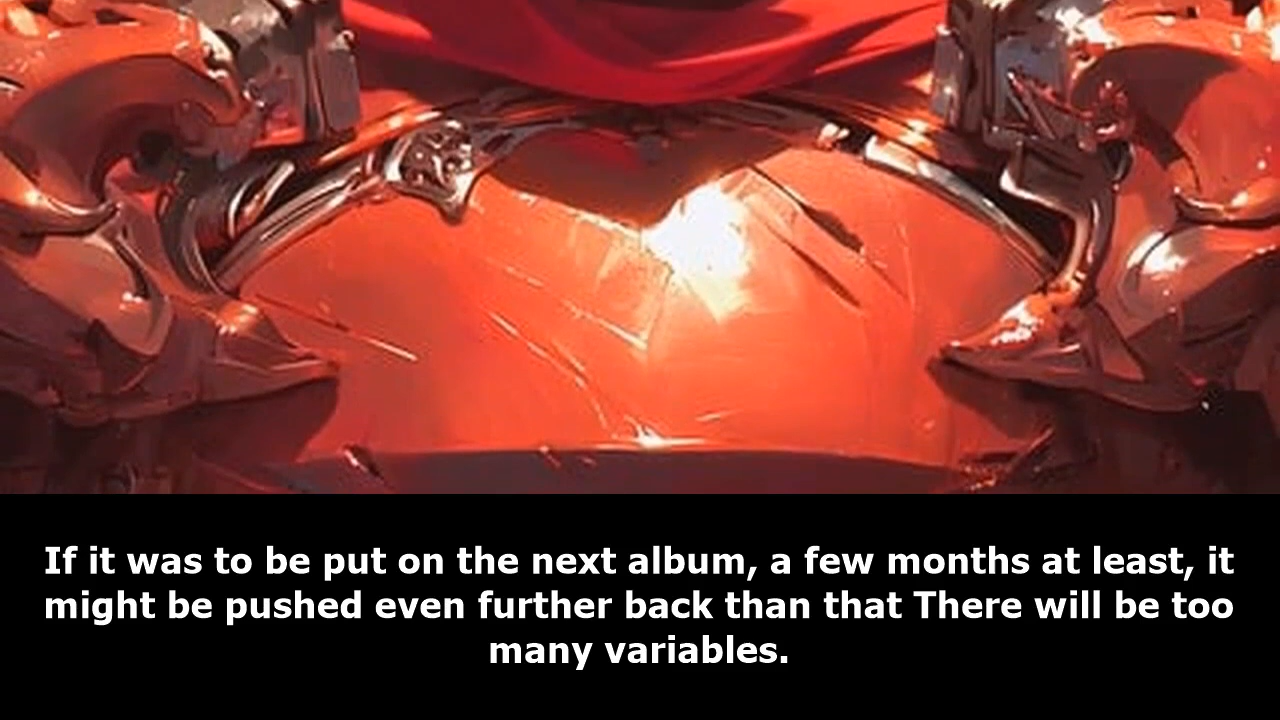 If it was to be put on the next album, a few months at least, it
might be pushed even further back than that There will be too
many variables.